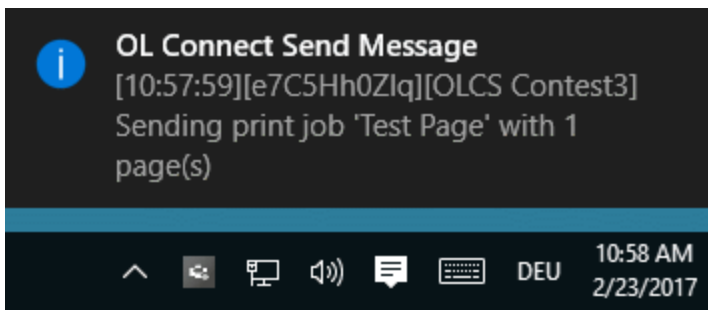 OL Connect Send Message
[10:57:59][e7C5Hh0Zlq][OLCS Contest3]
Sending print job 'Test Page' with 1
page(s)
DEU
10:58 AM
2/23/2017